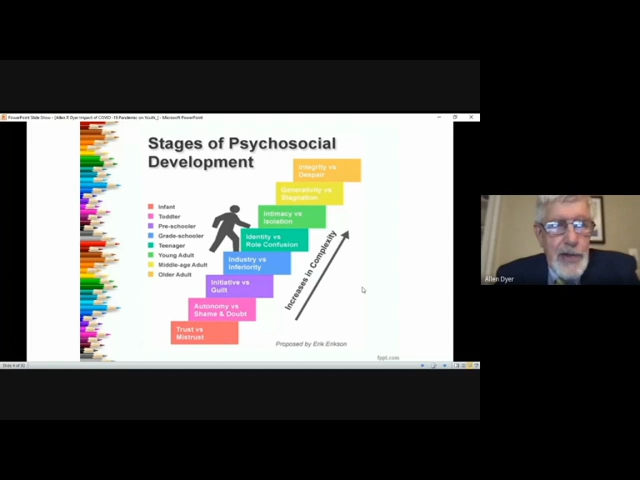 PowerPoint Slide Show - [Allen R Dyer Impact of COVID -19 Pandemic on Youth_] - Microsoft PowerPoint
Stages of Psychosocial
Development
Integrity vs
Despair
Generativity vs
Stagnation
Intimacy vs
Isolation
Identity vs
Role Confusion
Industry vs
Inferiority
Initiative vs
Guilt
Autonomy vs
Shame & Doubt
Trust vs
Mistrust
Infant
Toddler
Pre-schooler
Grade-schooler
Teenager
Young Adult
Middle-age Adult
Older Adult
Increases in Complexity
Proposed by Erik Erikson
fppt.com
Allen Dyer